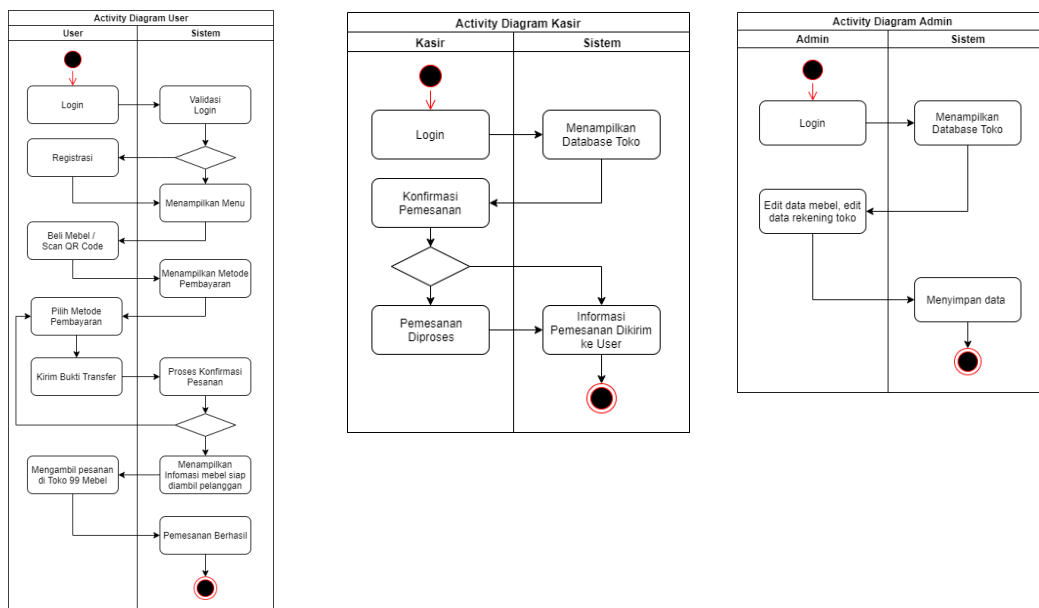 Activity Diagram User
User
Sistem
Login
Validasi
Login
Registrasi
Menampilkan Menu
Beli Mebel /
Scan QR Code
Menampilkan Metode
Pembayaran
Pilih Metode
Pembayaran
Kirim Bukti Transfer
Proses Konfirmasi
Pesanan
Menampilkan
Infomasi mebel siap
diambil pelanggan
Mengambil pesanan
di Toko 99 Mebel
Pemesanan Berhasil
Activity Diagram Kasir
Kasir
Sistem
Login
Menampilkan
Database Toko
Konfirmasi
Pemesanan
Pemesanan
Diproses
Informasi
Pemesanan Dikirim
ke User
Activity Diagram Admin
Admin
Sistem
Login
Menampilkan
Database Toko
Edit data mebel, edit
data rekening toko
Menyimpan data